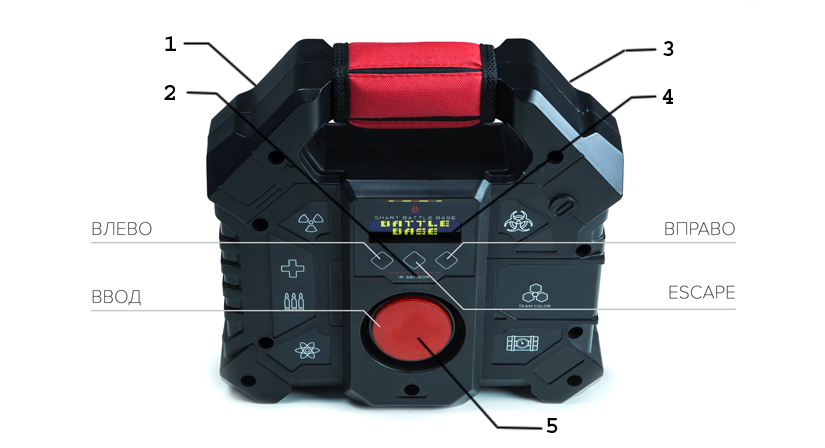 1
3
2
4
SMART BATTLE BASE
BATTLE
BASE
ВЛЕВО
ВПРАВО
IR SENSOR
ESCAPE
ВВОД
TEAM COLOR
5